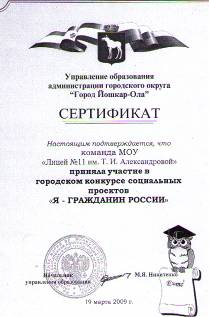 Управление образования
администрации городского округа
"Город Йошкар-Ола"
СЕРТИФИКАТ
Настоящим подтверждается, что
команда МОУ
«Лицей №11 им. Т. И. Александровой»
приняла участие в
городском конкурсе социальных
проектов
«Я - ГРАЖДАНИН РОССИИ»
Начальник
управления образования
М.Я. Никитенко
19 марта 2009 г.